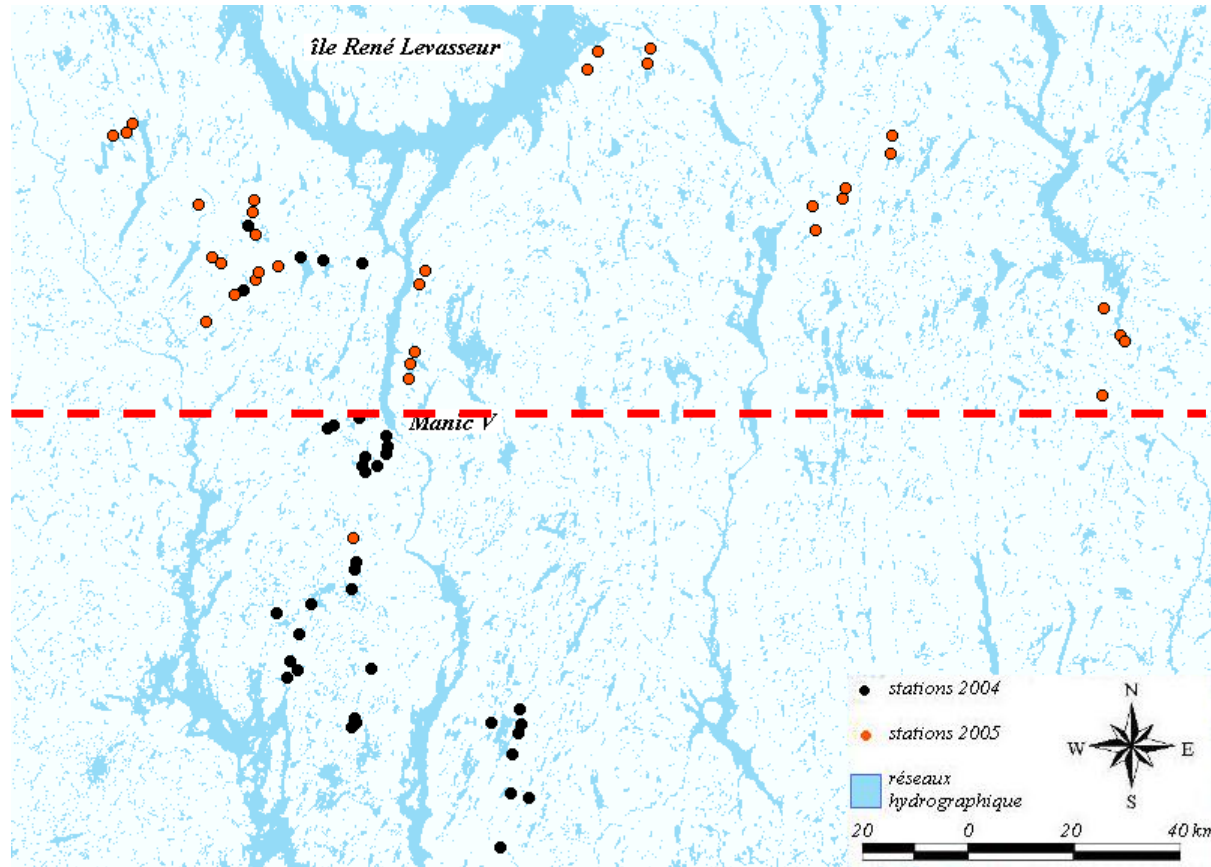 île René Levasseur
Manic V
stations 2004
stations 2005
réseaux
hydrographique
N
W E
S
20 0 20 40 km